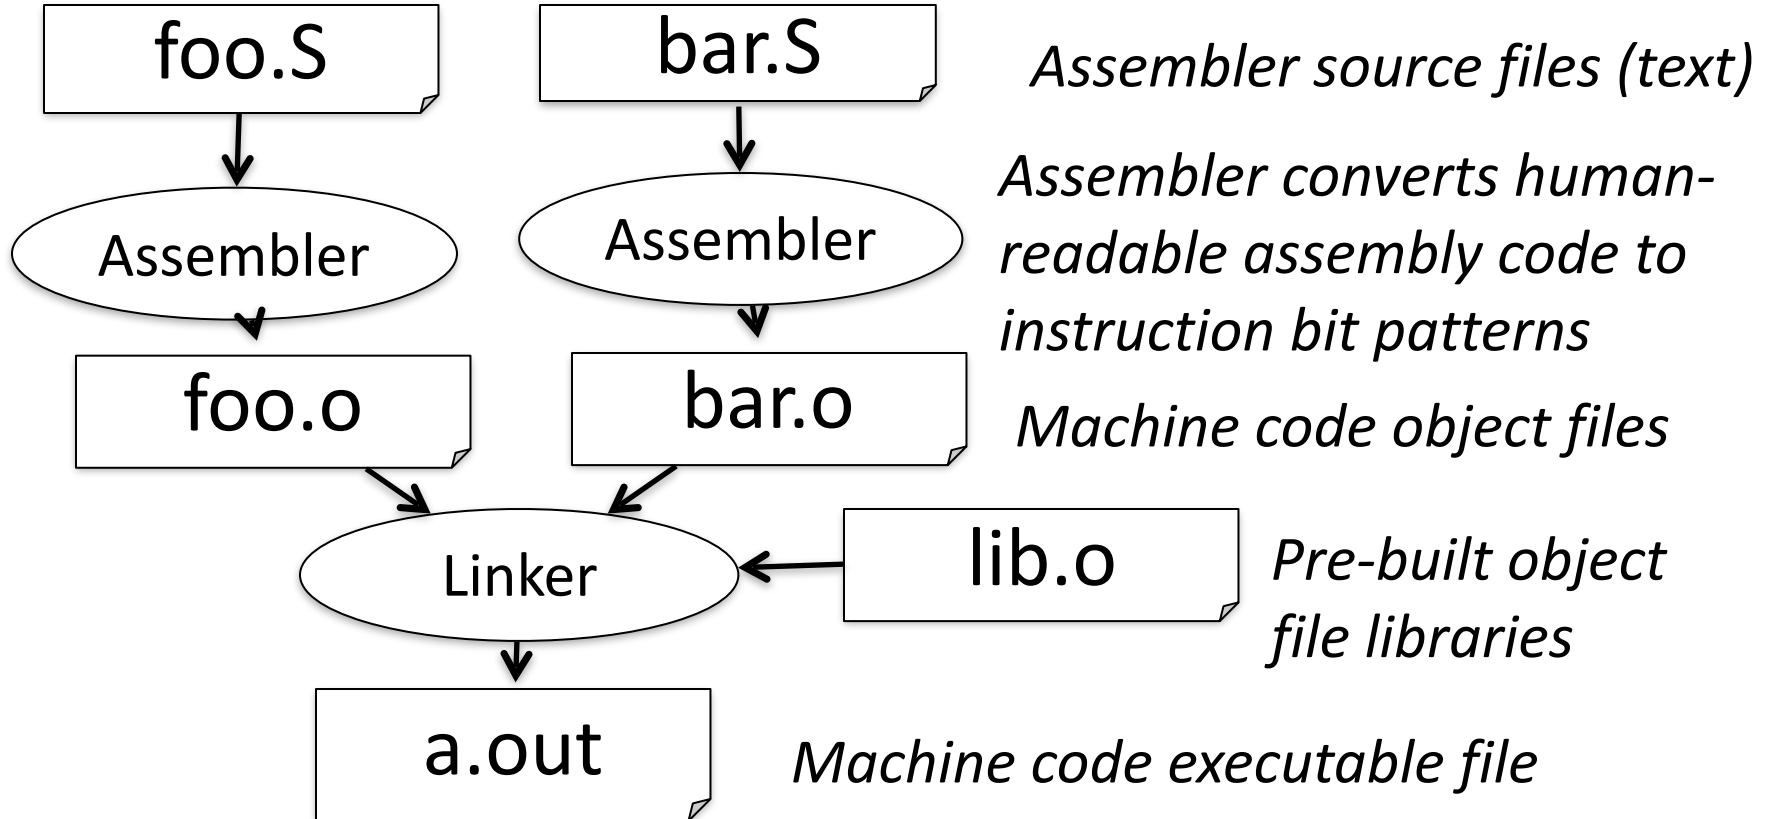 foo.S
bar.S
Assembler source files (text)
Assembler
Assembler
Assembler converts human-
readable assembly code to
instruction bit patterns
foo.o
bar.o
Machine code object files
Linker
lib.o
Pre-built object
file libraries
a.out
Machine code executable file